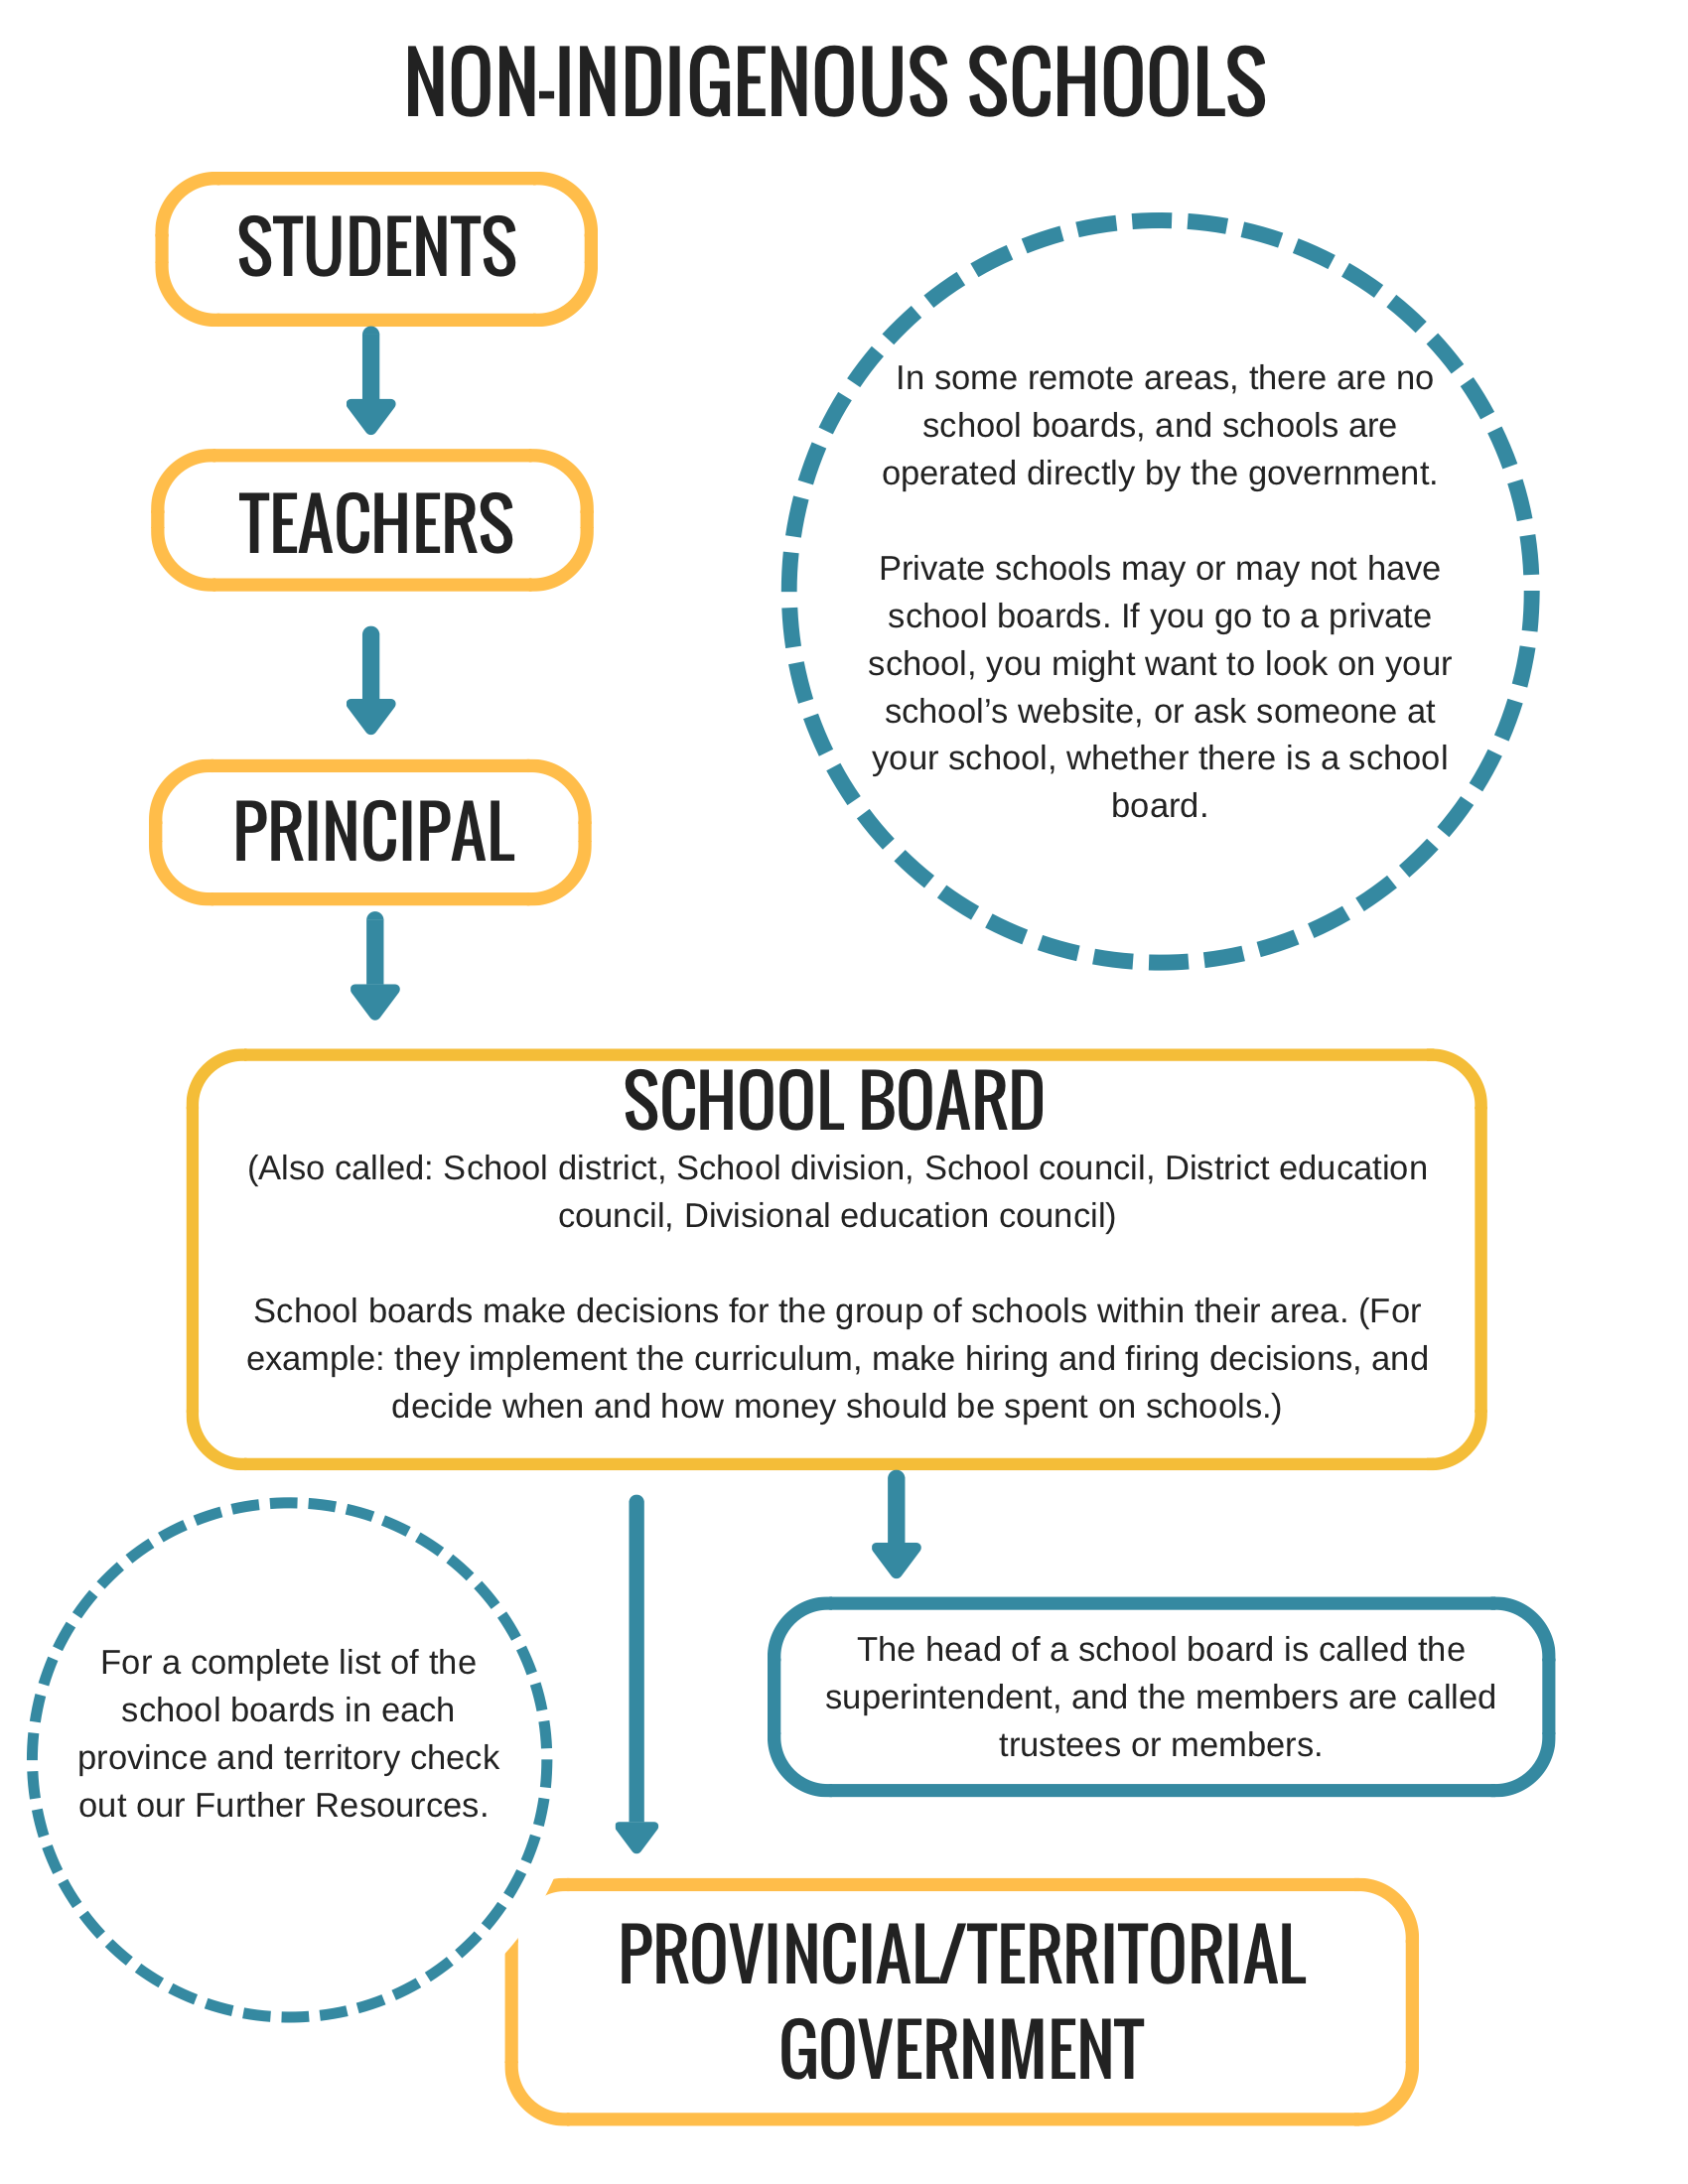 NON-INDIGENOUS SCHOOLS
STUDENTS
TEACHERS
PRINCIPAL
In some remote areas, there are no
school boards, and schools are
operated directly by the government.
Private schools may or may not have
school boards. If you go to a private
school, you might want to look on your
school’s website, or ask someone at
your school, whether there is a school
board.
SCHOOL BOARD
(Also called: School district, School division, School council, District education
council, Divisional education council)
School boards make decisions for the group of schools within their area. (For
example: they implement the curriculum, make hiring and firing decisions, and
decide when and how money should be spent on schools.)
For a complete list of the
school boards in each
province and territory check
out our Further Resources.
The head of a school board is called the
superintendent, and the members are called
trustees or members.
PROVINCIAL/TERRITORIAL
GOVERNMENT